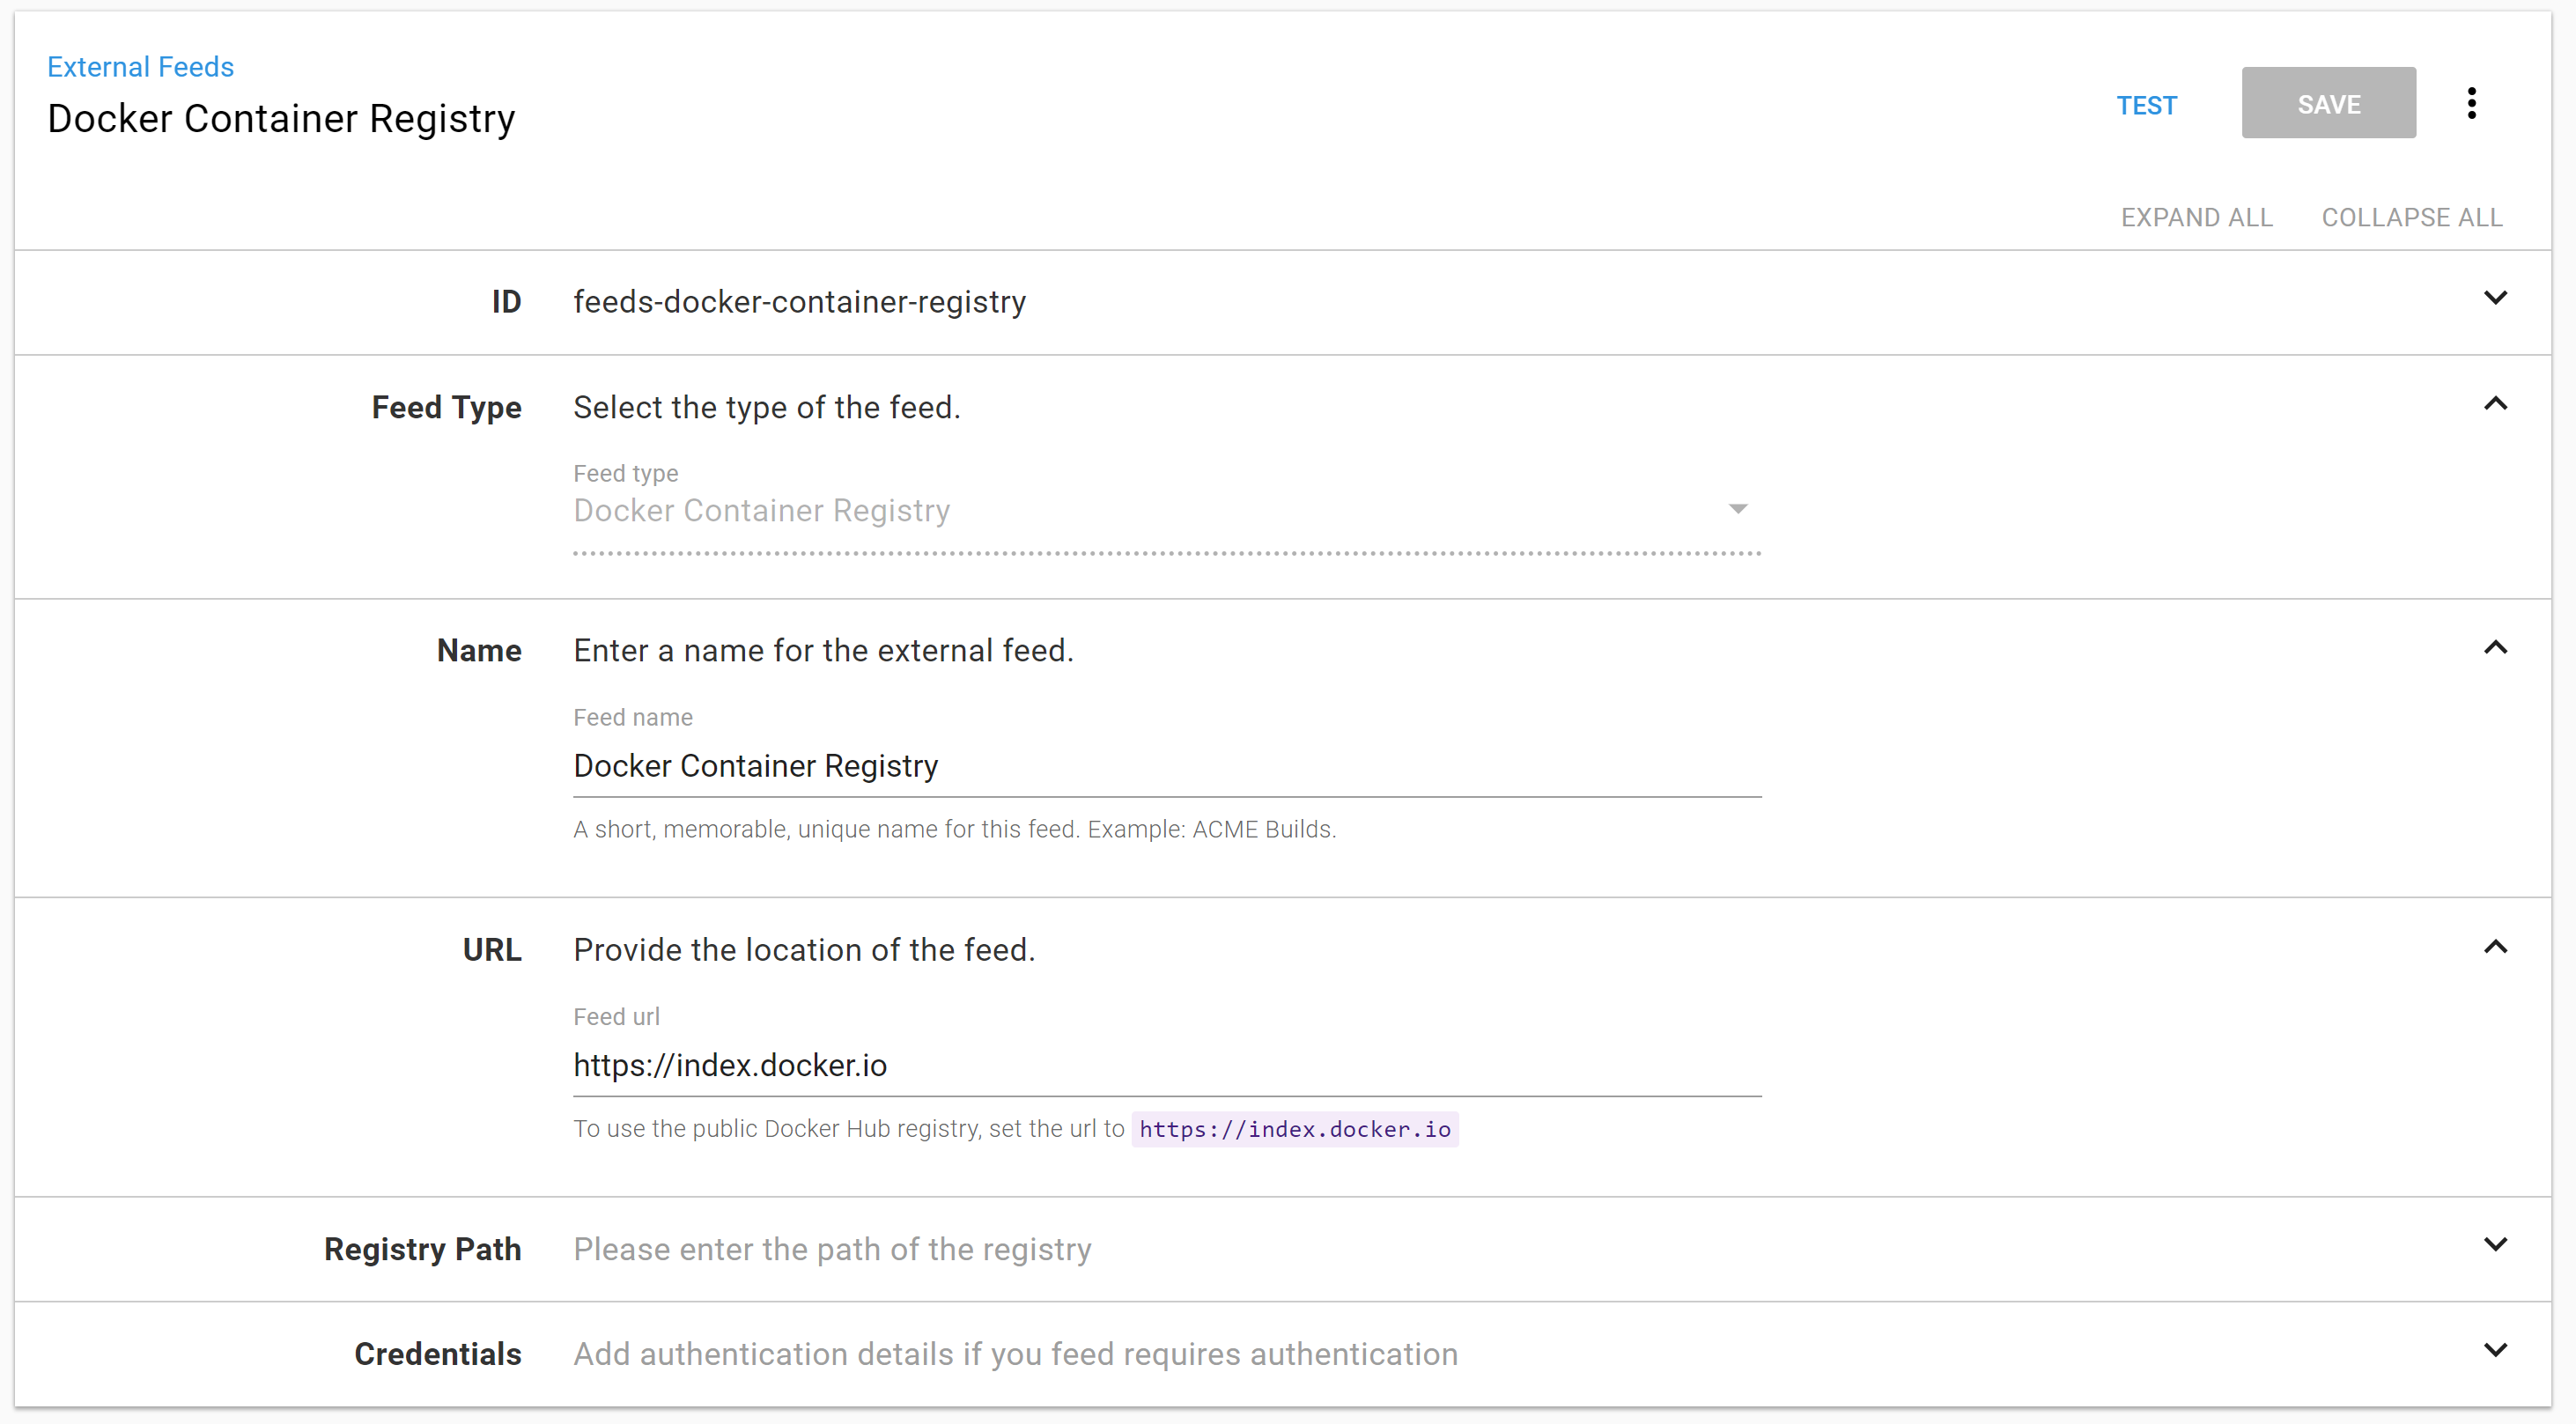 External Feeds
Docker Container Registry
TEST
SAVE
EXPAND ALL COLLAPSE ALL
ID feeds-docker-container-registry
Feed Type Select the type of the feed.
Feed type
Docker Container Registry
Name Enter a name for the external feed.
Feed name
Docker Container Registry
A short, memorable, unique name for this feed. Example: ACME Builds.
URL Provide the location of the feed.
Feed url
https://index.docker.io
To use the public Docker Hub registry, set the url to https://index.docker.io
Registry Path Please enter the path of the registry
Credentials Add authentication details if you feed requires authentication